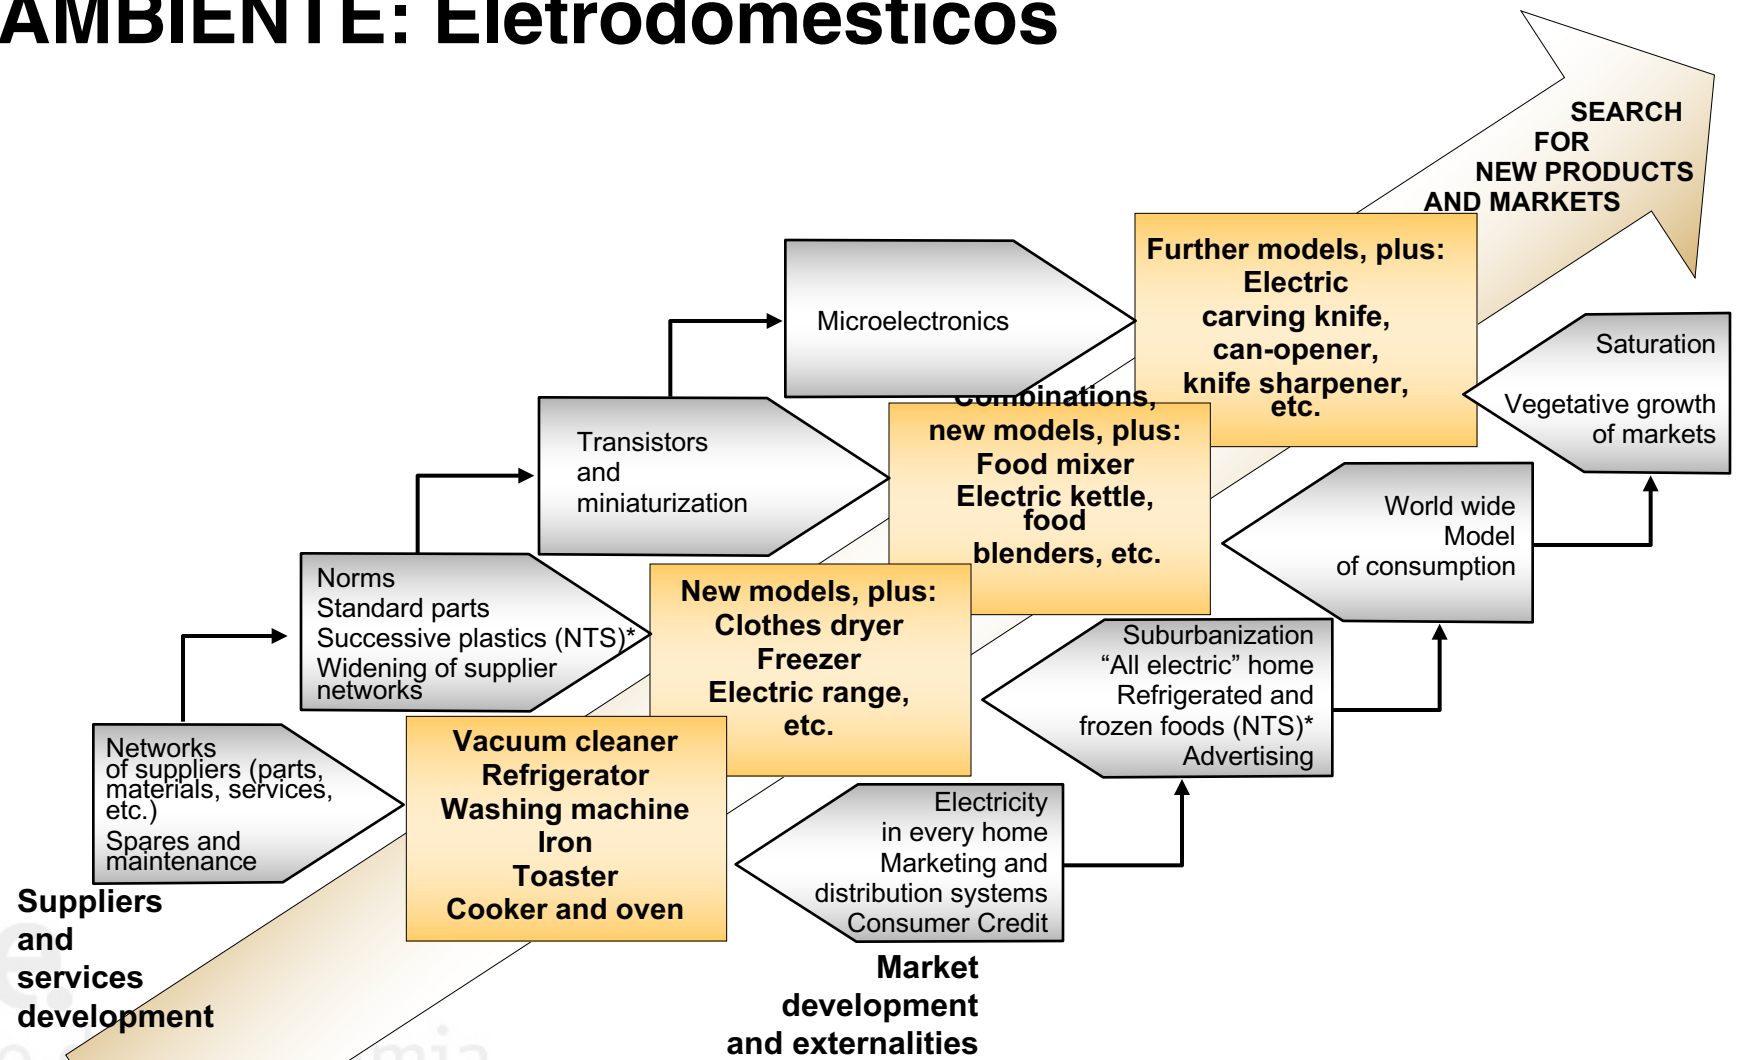 AMBIENTE: Eletrodomésticos
SEARCH
FOR
NEW PRODUCTS
AND MARKETS
Further models, plus:
Electric
carving knife,
can-opener,
knife sharpener,
etc.
Microelectronics
Saturation
Vegetative growth
of markets
Combinations,
new models, plus:
Food mixer
Electric kettle,
food
blenders, etc.
Transistors
and
miniaturization
World wide
Model
of consumption
Norms
Standard parts
Successive plastics (NTS)*
Widening of supplier
networks
New models, plus:
Clothes dryer
Freezer
Electric range,
etc.
Suburbanization
“All electric” home
Refrigerated and
frozen foods (NTS)*
Advertising
Networks
of suppliers (parts,
materials, services,
etc.)
Spares and
maintenance
Vacuum cleaner
Refrigerator
Washing machine
Iron
Toaster
Cooker and oven
Electricity
in every home
Marketing and
distribution systems
Consumer Credit
Suppliers
and
services
development
Market
development
and externalities